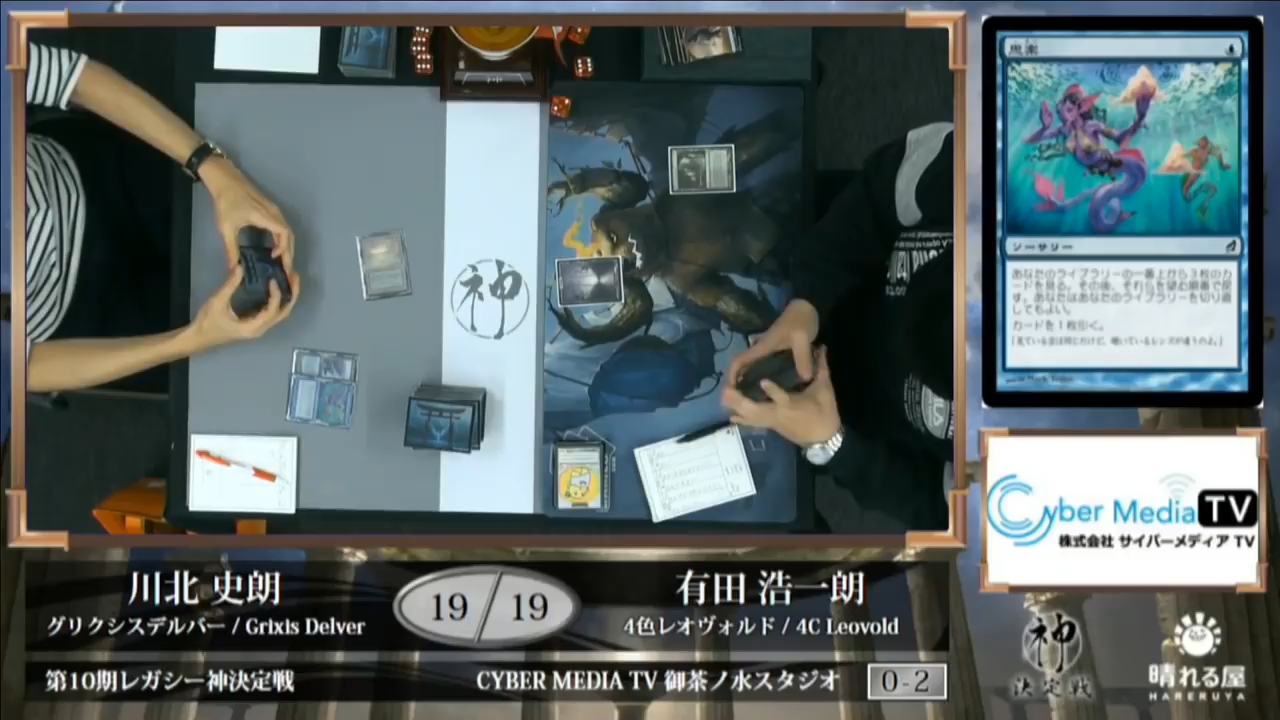 思案
ソーサリー
あなたのライブラリーの一番上から3枚のカ
ードを見る。その後、それらを望む順番で戻
す。あなたはあなたのライブラリーを切り直
してもよい。
カードを1枚引く。
神
Cyber Media TV
株式会社 サイバーメディア TV
川北 史朗
グリクシスデルバー / Grixis Delver
19 / 19
有田 浩一朗
4色レオヴォルド / 4C Leovold
第10期レガシー神決定戦
CYBER MEDIA TV 御茶ノ水スタジオ
0-2
神
決定戦
晴れる屋
HARERUYA